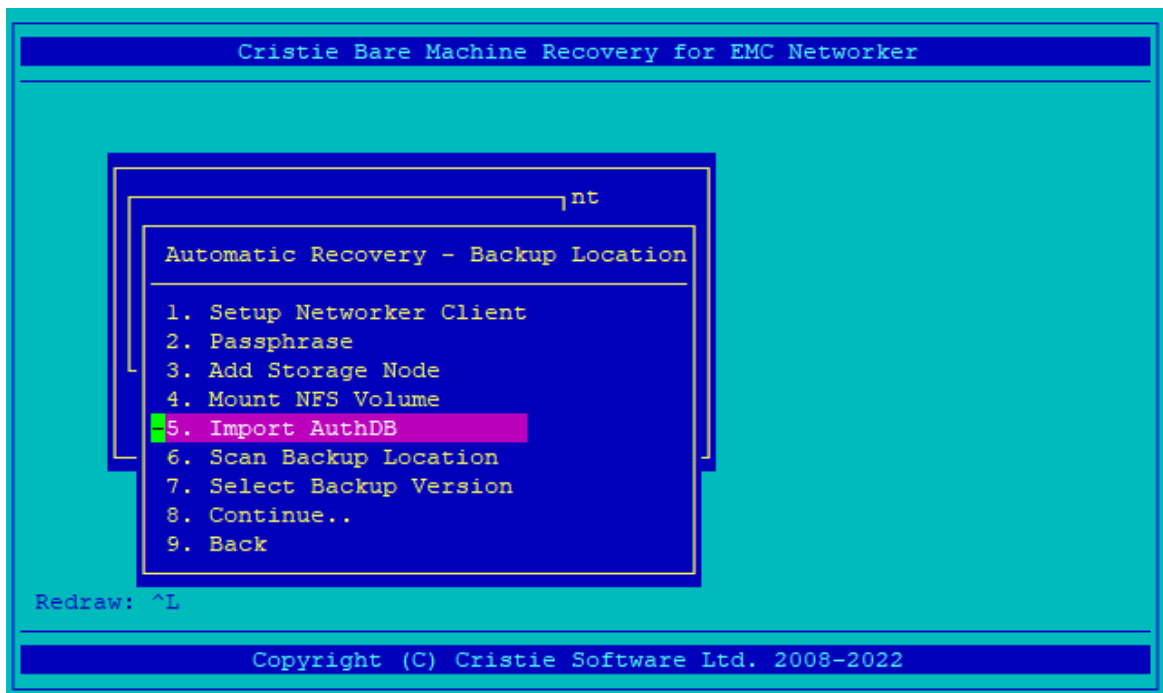 Cristie Bare Machine Recovery for EMC Networker
nt
Automatic Recovery - Backup Location
1. Setup Networker Client
2. Passphrase
3. Add Storage Node
4. Mount NFS Volume
5. Import AuthDB
6. Scan Backup Location
7. Select Backup Version
8. Continue..
9. Back
Redraw: ^L
Copyright (C) Cristie Software Ltd. 2008-2022